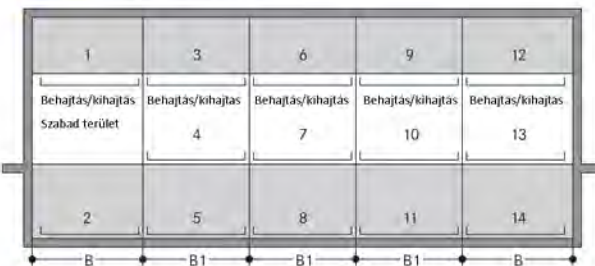 1 3 6 9 12
Behajtás/kihajtás Behajtás/kihajtas Behajtás/kihajtás Behajtás/kihajtás Behajtás/kihajtás
Szabad terület 4 7 10 13
2 5 8 11 14
B B1 B1 B1 B